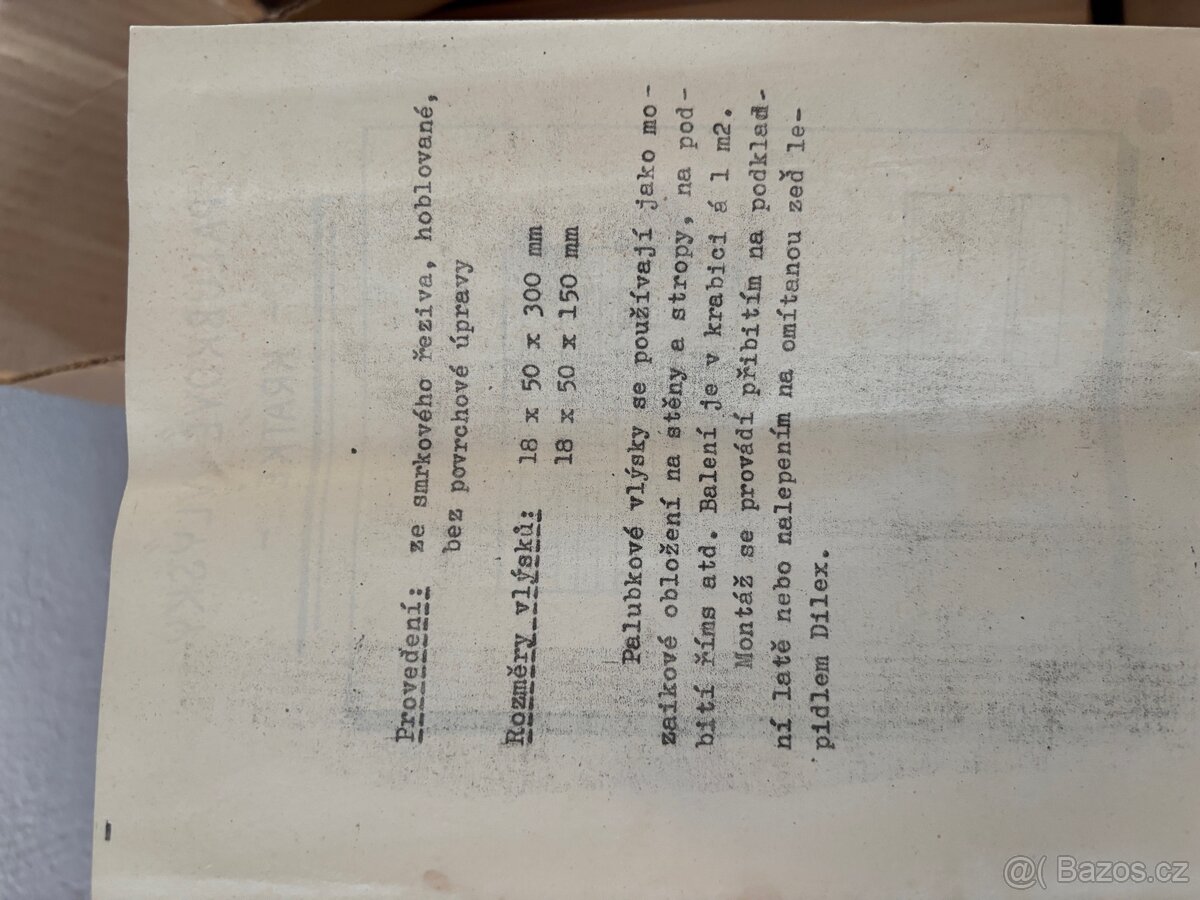 Provedení: ze smrkového řeziva, hoblované,
bez povrchové úpravy
Rozměry vlýsků: 18 x 50 x 300 mm
18 x 50 x 150 mm
Palubkové vlýsky se používají jako mo-
zaikové obložení na stěny a stropy, na pod-
bití říms atd. Balení je v krabici á 1 m2.
Montáž se provádí přibitím na podklad-
ní latě nebo nalepením na omítanou zeď le-
pidlem Dilex.
@( Bazos.cz